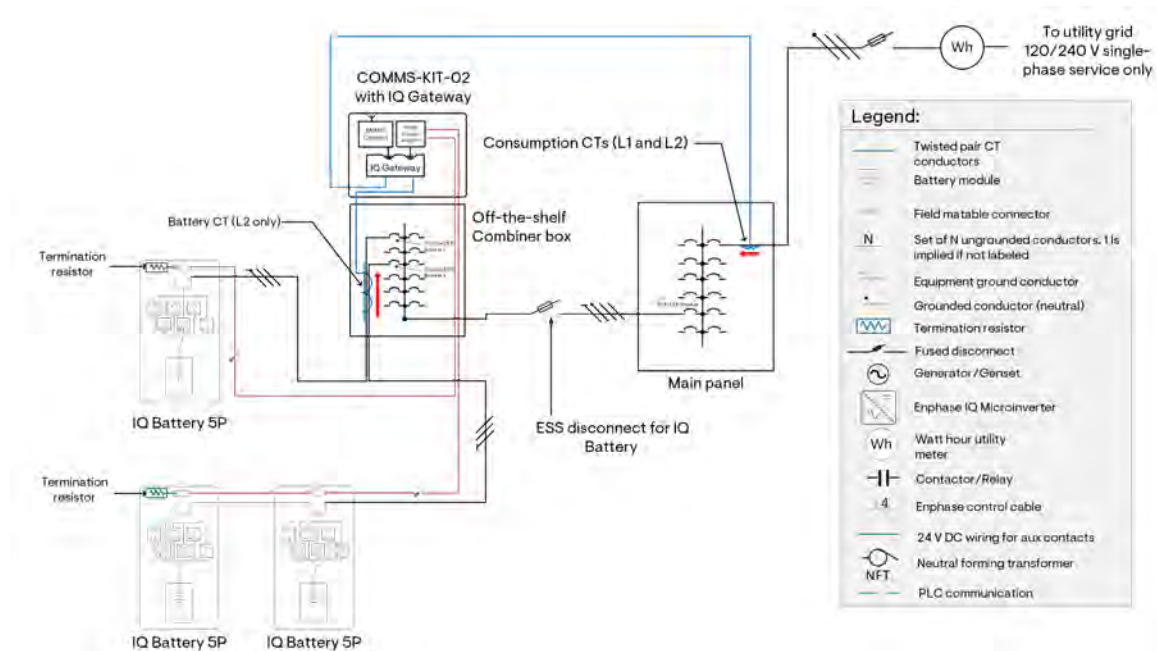 To utility grid
120/240 V single-
phase service only
Wh
COMMS-KIT-02
with IQ Gateway
IQ Gateway
Consumption CTs (L1 and L2)
Battery CT (L2 only)
Off-the-shelf
Combiner box
Termination
resistor
IQ Battery 5P
Main panel
ESS disconnect for IQ
Battery
Termination
resistor
IQ Battery 5P
IQ Battery 5P
Legend:
Twisted pair CT
conductors
Battery module
Field matable connector
N
Set of N ungrounded conductors. 1 is
implied if not labeled
Equipment ground conductor
Grounded conductor (neutral)
Termination resistor
Fused disconnect
Generator/Genset
Enphase IQ Microinverter
Wh
Watt hour utility
meter
Contactor/Relay
4
Enphase control cable
24 V DC wiring for aux contacts
NFT
Neutral forming transformer
PLC communication